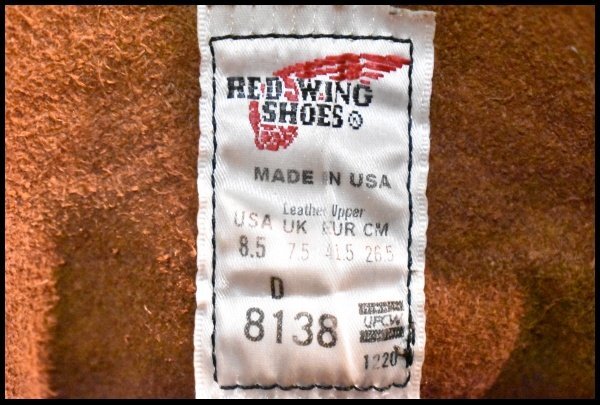 RED WING
SHOES®
MADE IN USA
Leather Upper
USA UK EUR CM
8.5 7.5 41.5 26.5
D
8138
UFCW
1220